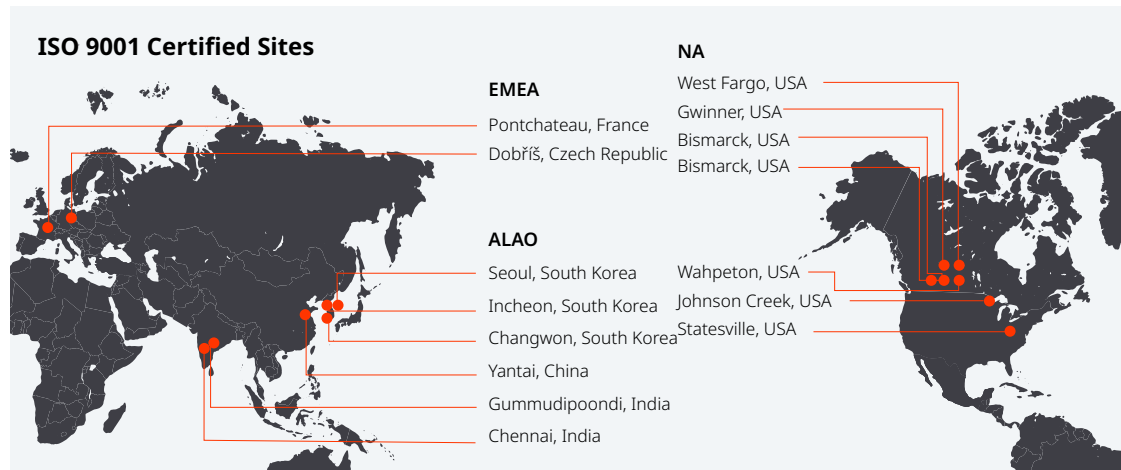 ISO 9001 Certified Sites
EMEA
Pontchateau, France
Dobříš, Czech Republic
ALAO
Seoul, South Korea
Incheon, South Korea
Changwon, South Korea
Yantai, China
Gummudipoondi, India
Chennai, India
NA
West Fargo, USA
Gwinner, USA
Bismarck, USA
Bismarck, USA
Wahpeton, USA
Johnson Creek, USA
Statesville, USA